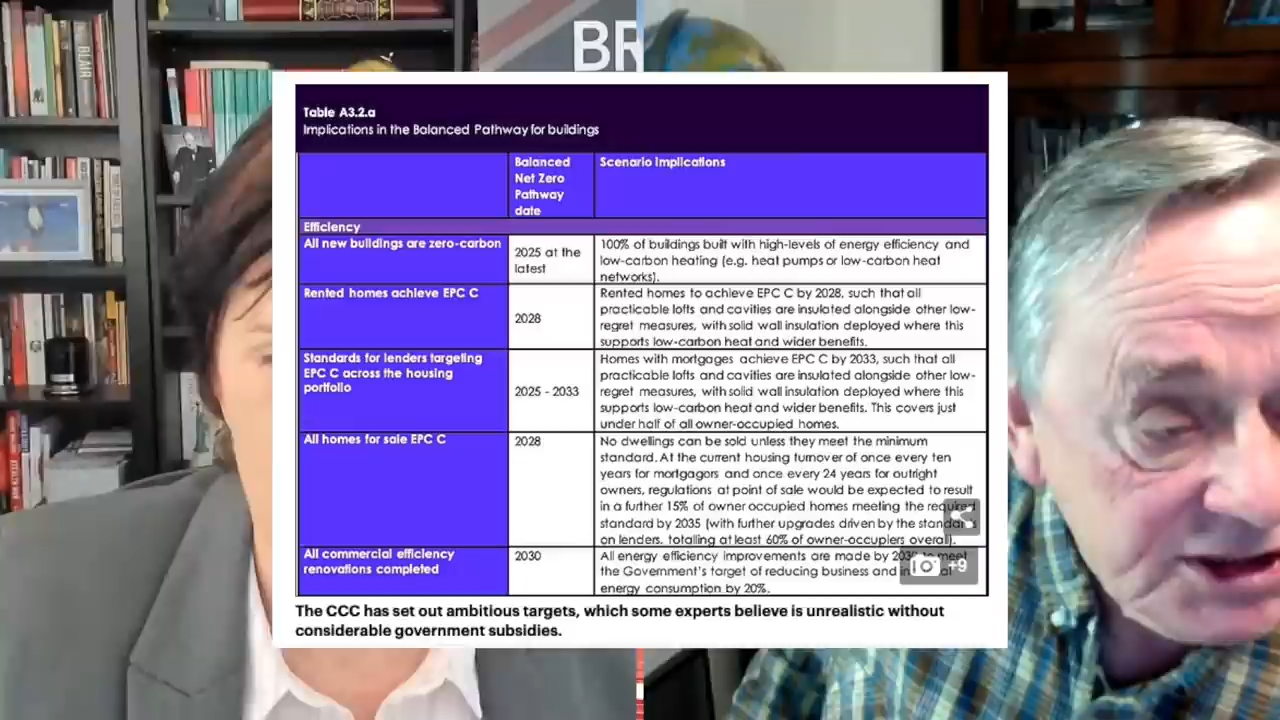 BLAIR
BR
Table A3.2.a
Implications in the Balanced Pathway for buildings
Balanced
Net Zero
Pathway
date
Scenario Implications
Efficiency
All new buildings are zero-carbon
2025 at the
latest
100% of buildings built with high-levels of energy efficiency and
low-carbon heating (e.g. heat pumps or low-carbon heat
networks).
Rented homes achieve EPC C
2028
Rented homes to achieve EPC C by 2028, such that all
practicable lofts and cavities are insulated alongside other low-
regret measures, with solid wall insulation deployed where this
supports low-carbon heat and wider benefits.
Standards for lenders targeting
EPC C across the housing
portfolio
2025 - 2033
Homes with mortgages achieve EPC C by 2033, such that all
practicable lofts and cavities are insulated alongside other low-
regret measures, with solid wall insulation deployed where this
supports low-carbon heat and wider benefits. This covers just
under half of all owner-occupied homes.
All homes for sale EPC C
2028
No dwellings can be sold unless they meet the minimum
standard. At the current housing turnover of once every ten
years for mortgagors and once every 24 years for outright
owners, regulations at point of sale would be expected to result
in a further 15% of owner occupied homes meeting the required
standard by 2035 (with further upgrades driven by the standards
on lenders, totalling at least 60% of owner-occupiers overall).
All commercial efficiency
renovations completed
2030
All energy efficiency improvements are made by 2030 to meet
the Government's target of reducing business and
energy consumption by 20%.
+9
The CCC has set out ambitious targets, which some experts believe is unrealistic without
considerable government subsidies.